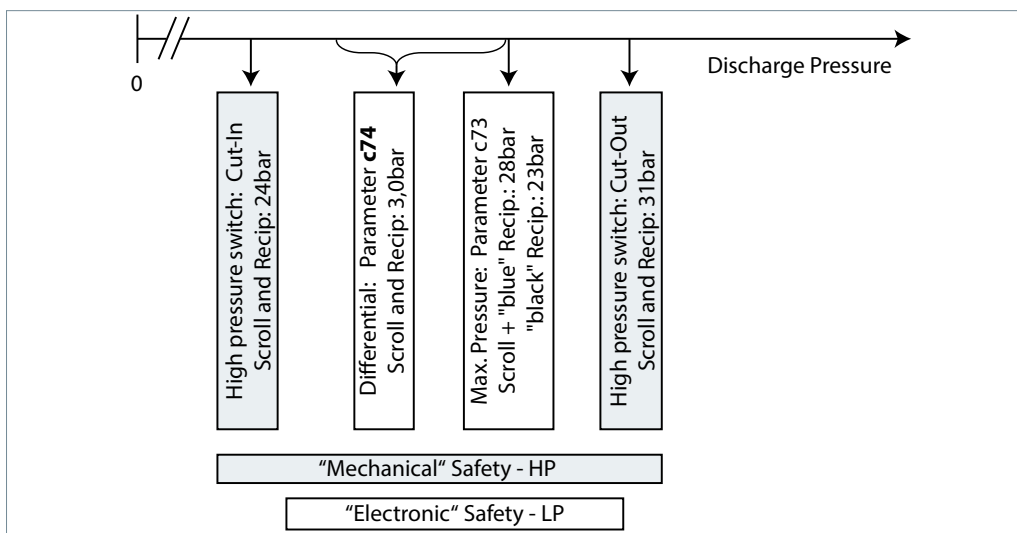 0
Discharge Pressure
High pressure switch: Cut-In
Scroll and Recip: 24bar
Differential: Parameter c74
Scroll and Recip: 3,0bar
Max. Pressure: Parameter c73
Scroll + "blue" Recip.: 28bar
"black" Recip.: 23bar
High pressure switch: Cut-Out
Scroll and Recip: 31bar
“Mechanical“ Safety - HP
“Electronic“ Safety - LP